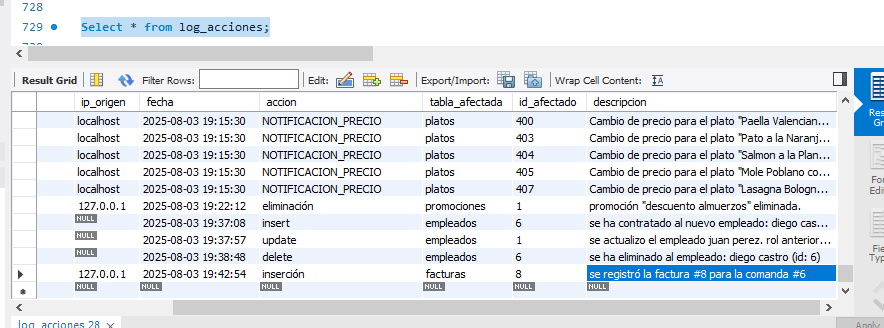 728
729 Select * from log_acciones;
Result Grid Filter Rows: Edit: Export/Import: Wrap Cell Content:
ip_origen fecha accion tabla_afectada id_afectado descripcion
localhost 2025-08-03 19:15:30 NOTIFICACION_PRECIO platos 400 Cambio de precio para el plato "Paella Valencian...
localhost 2025-08-03 19:15:30 NOTIFICACION_PRECIO platos 403 Cambio de precio para el plato "Pato a la Naranj...
localhost 2025-08-03 19:15:30 NOTIFICACION_PRECIO platos 404 Cambio de precio para el plato "Salmon a la Plan...
localhost 2025-08-03 19:15:30 NOTIFICACION_PRECIO platos 405 Cambio de precio para el plato "Mole Poblano co...
localhost 2025-08-03 19:15:30 NOTIFICACION_PRECIO platos 407 Cambio de precio para el plato "Lasagna Bologn...
127.0.0.1 2025-08-03 19:22:12 eliminación promociones 1 promoción "descuento almuerzos" eliminada.
NULL 2025-08-03 19:37:08 insert empleados 6 se ha contratado al nuevo empleado: diego cas...
NULL 2025-08-03 19:37:57 update empleados 1 se actualizo el empleado juan perez. rol anterior...
NULL 2025-08-03 19:38:48 delete empleados 6 se ha eliminado al empleado: diego castro (id: 6)
127.0.0.1 2025-08-03 19:42:54 inserción facturas 8 se registró la factura #8 para la comanda #6
NULL NULL NULL NULL NULL NULL
log_acciones 28 Apply